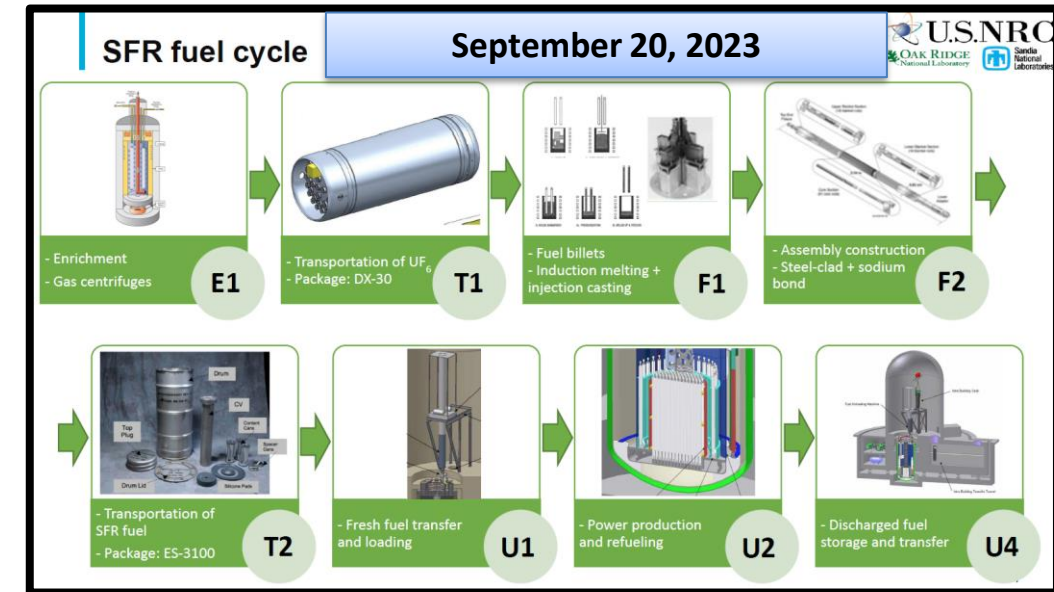 SFR fuel cycle
September 20, 2023
U.S.NRC
OAK RIDGE
National Laboratory
Sandia
National
Laboratories
- Enrichment
- Gas centrifuges
E1
- Transportation of UF6
- Package: DX-30
T1
- Fuel billets
- Induction melting +
injection casting
F1
- Assembly construction
- Steel-clad + sodium
bond
F2
Drum
CV
Top
Plug
Drum Lid
Silicone Pads
- Transportation of
SFR fuel
- Package: ES-3100
T2
- Fresh fuel transfer
and loading
U1
- Power production
and refueling
U2
- Discharged fuel
storage and transfer
U4